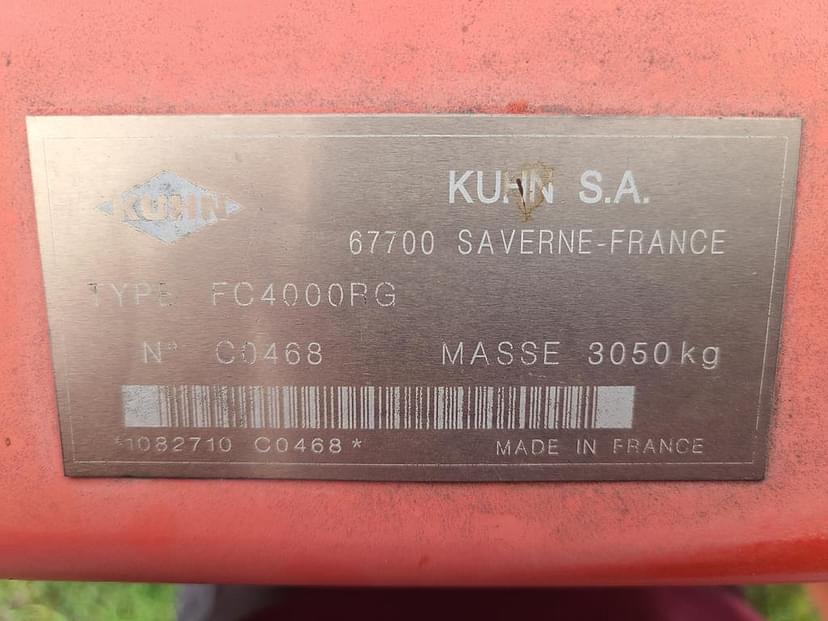 KUHN
KUHN S.A.
67700 SAVERNE-FRANCE
TYPE FC4000RG
N° C0468 MASSE 3050kg
*1082710 C0468*
MADE IN FRANCE